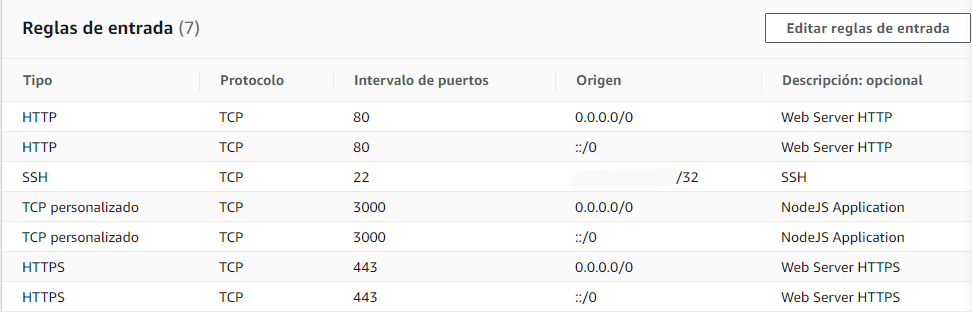 Reglas de entrada (7)
Editar reglas de entrada
Tipo Protocolo Intervalo de puertos Origen Descripción: opcional
HTTP TCP 80 0.0.0.0/0 Web Server HTTP
HTTP TCP 80 ::/0 Web Server HTTP
SSH TCP 22 /32 SSH
TCP personalizado TCP 3000 0.0.0.0/0 NodeJS Application
TCP personalizado TCP 3000 ::/0 NodeJS Application
HTTPS TCP 443 0.0.0.0/0 Web Server HTTPS
HTTPS TCP 443 ::/0 Web Server HTTPS